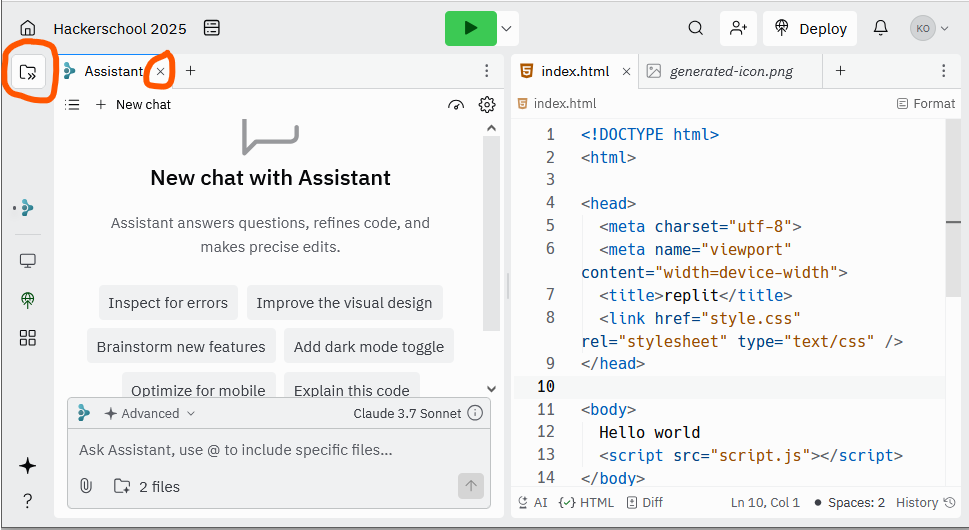 Hackerschool 2025
Deploy
KO
Assistant
New chat
New chat with Assistant
Assistant answers questions, refines code, and
makes precise edits.
Inspect for errors
Improve the visual design
Brainstorm new features
Add dark mode toggle
Optimize for mobile
Explain this code
Advanced
Claude 3.7 Sonnet
Ask Assistant, use @ to include specific files...
2 files
index.html
generated-icon.png
index.html
Format
1 <!DOCTYPE html>
2 <html>
3
4 <head>
5 <meta charset="utf-8">
6 <meta name="viewport"
content="width=device-width">
7 <title>replit</title>
8 <link href="style.css"
rel="stylesheet" type="text/css" />
9 </head>
10
11 <body>
12 Hello world
13 <script src="script.js"></script>
14 </body>
AI
HTML
Diff
Ln 10, Col 1
Spaces: 2
History